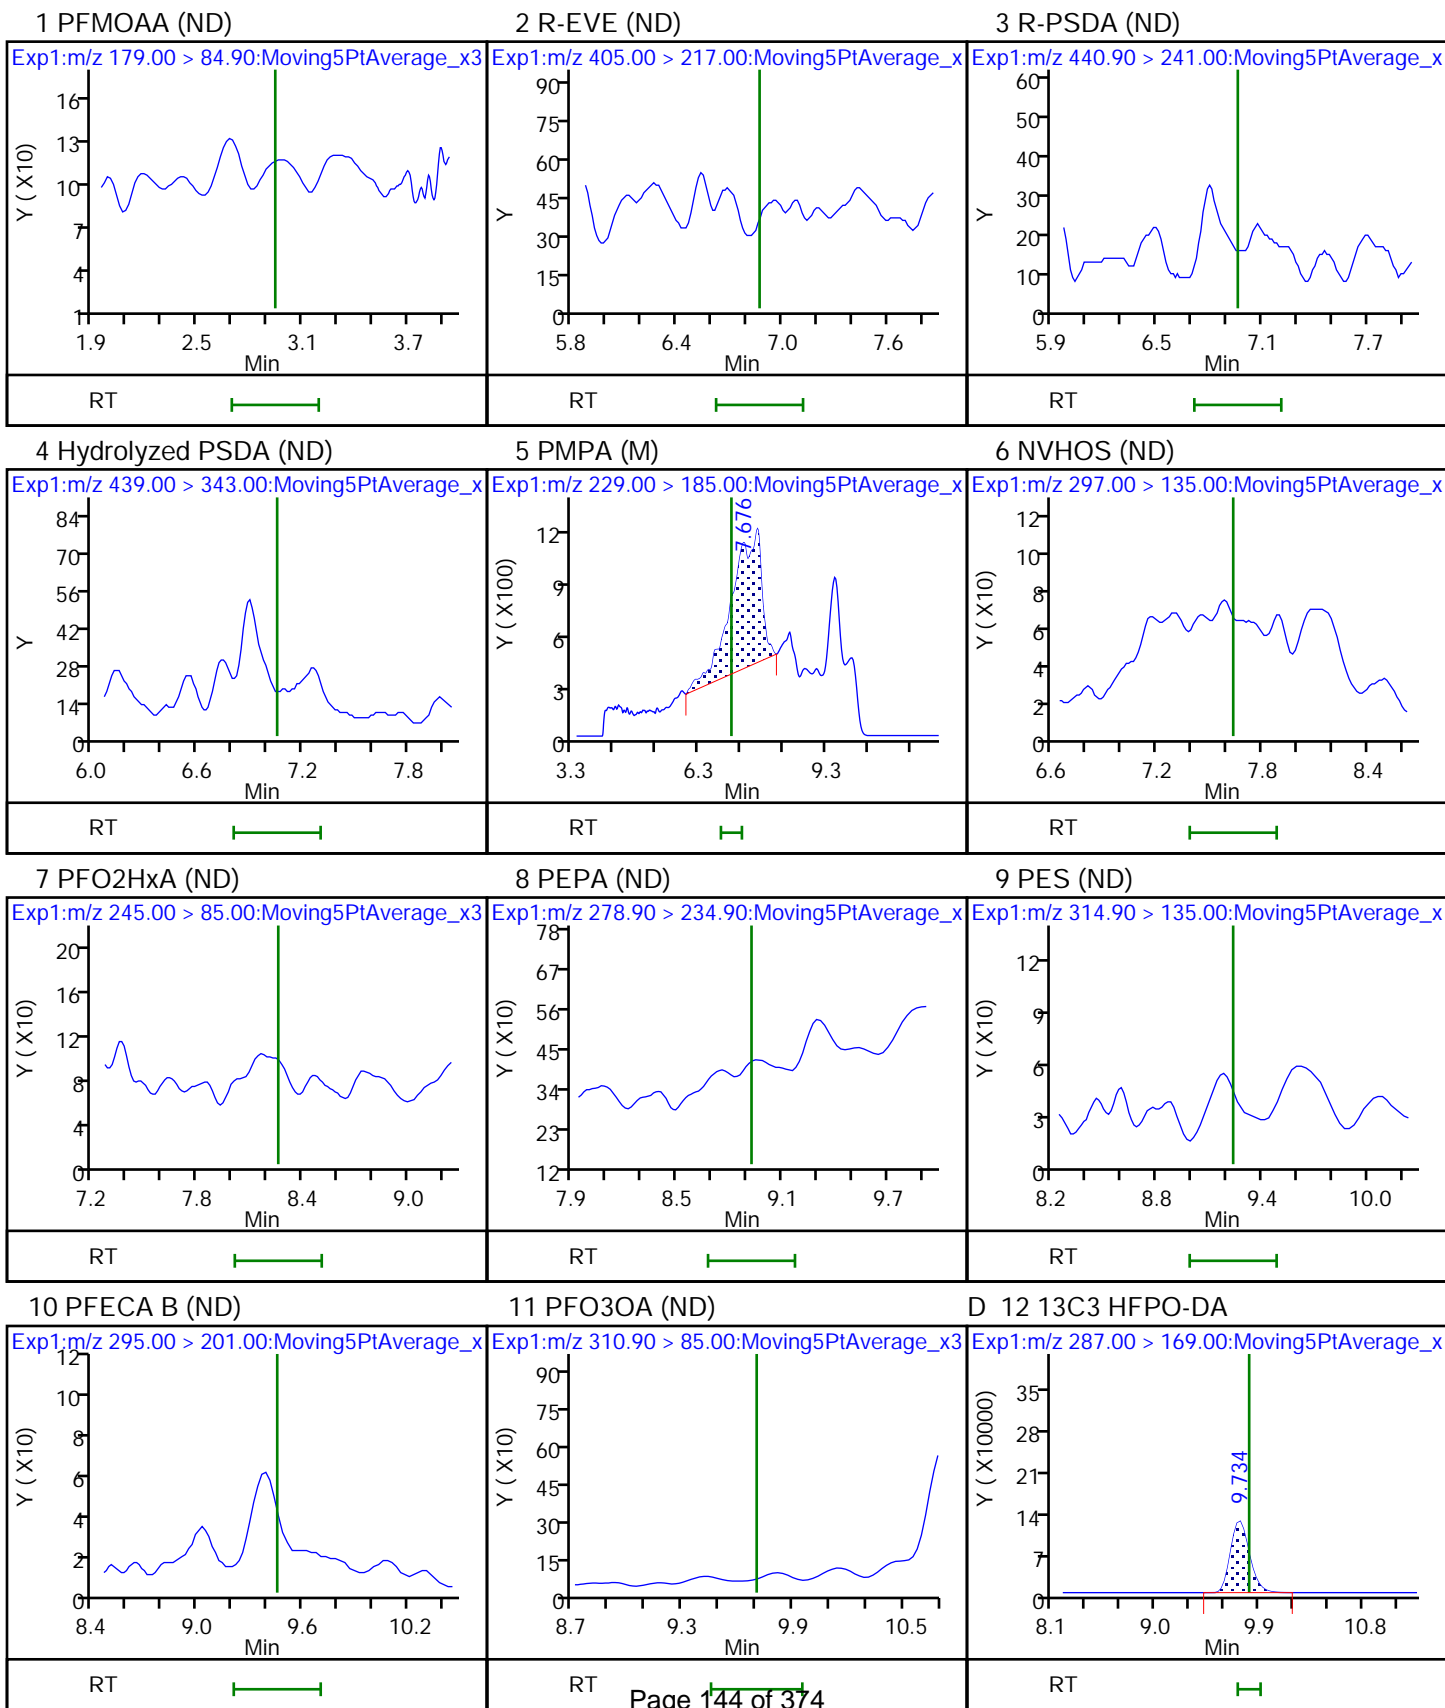 1 PFMOAA (ND)
Exp1:m/z 179.00 > 84.90:Moving5PtAverage_x3
Y ( X10)
16
13
10
7
4
1
1.9 2.5 3.1 3.7
Min
RT
2 R-EVE (ND)
Exp1:m/z 405.00 > 217.00:Moving5PtAverage_x
Y
90
75
60
45
30
15
0
5.8 6.4 7.0 7.6
Min
RT
3 R-PSDA (ND)
Exp1:m/z 440.90 > 241.00:Moving5PtAverage_x
Y
60
50
40
30
20
10
0
5.9 6.5 7.1 7.7
Min
RT
4 Hydrolyzed PSDA (ND)
Exp1:m/z 439.00 > 343.00:Moving5PtAverage_x
Y
84
70
56
42
28
14
0
6.0 6.6 7.2 7.8
Min
RT
5 PMPA (M)
Exp1:m/z 229.00 > 185.00:Moving5PtAverage_x
Y ( X100)
12
9
6
3
0
7.676
3.3 6.3 9.3
Min
RT
6 NVHOS (ND)
Exp1:m/z 297.00 > 135.00:Moving5PtAverage_x
Y ( X10)
12
10
8
6
4
2
0
6.6 7.2 7.8 8.4
Min
RT
7 PFO2HxA (ND)
Exp1:m/z 245.00 > 85.00:Moving5PtAverage_x3
Y ( X10)
20
16
12
8
4
0
7.2 7.8 8.4 9.0
Min
RT
8 PEPA (ND)
Exp1:m/z 278.90 > 234.90:Moving5PtAverage_x
Y ( X10)
78
67
56
45
34
23
12
7.9 8.5 9.1 9.7
Min
RT
9 PES (ND)
Exp1:m/z 314.90 > 135.00:Moving5PtAverage_x
Y ( X10)
12
9
6
3
0
8.2 8.8 9.4 10.0
Min
RT
10 PFECA B (ND)
Exp1:m/z 295.00 > 201.00:Moving5PtAverage_x
Y ( X10)
12
10
8
6
4
2
0
8.4 9.0 9.6 10.2
Min
RT
11 PFO3OA (ND)
Exp1:m/z 310.90 > 85.00:Moving5PtAverage_x3
Y ( X10)
90
75
60
45
30
15
0
8.7 9.3 9.9 10.5
Min
RT
D 12 13C3 HFPO-DA
Exp1:m/z 287.00 > 169.00:Moving5PtAverage_x
Y ( X10000)
35
28
21
14
7
0
9.734
8.1 9.0 9.9 10.8
Min
RT
Page 144 of 374